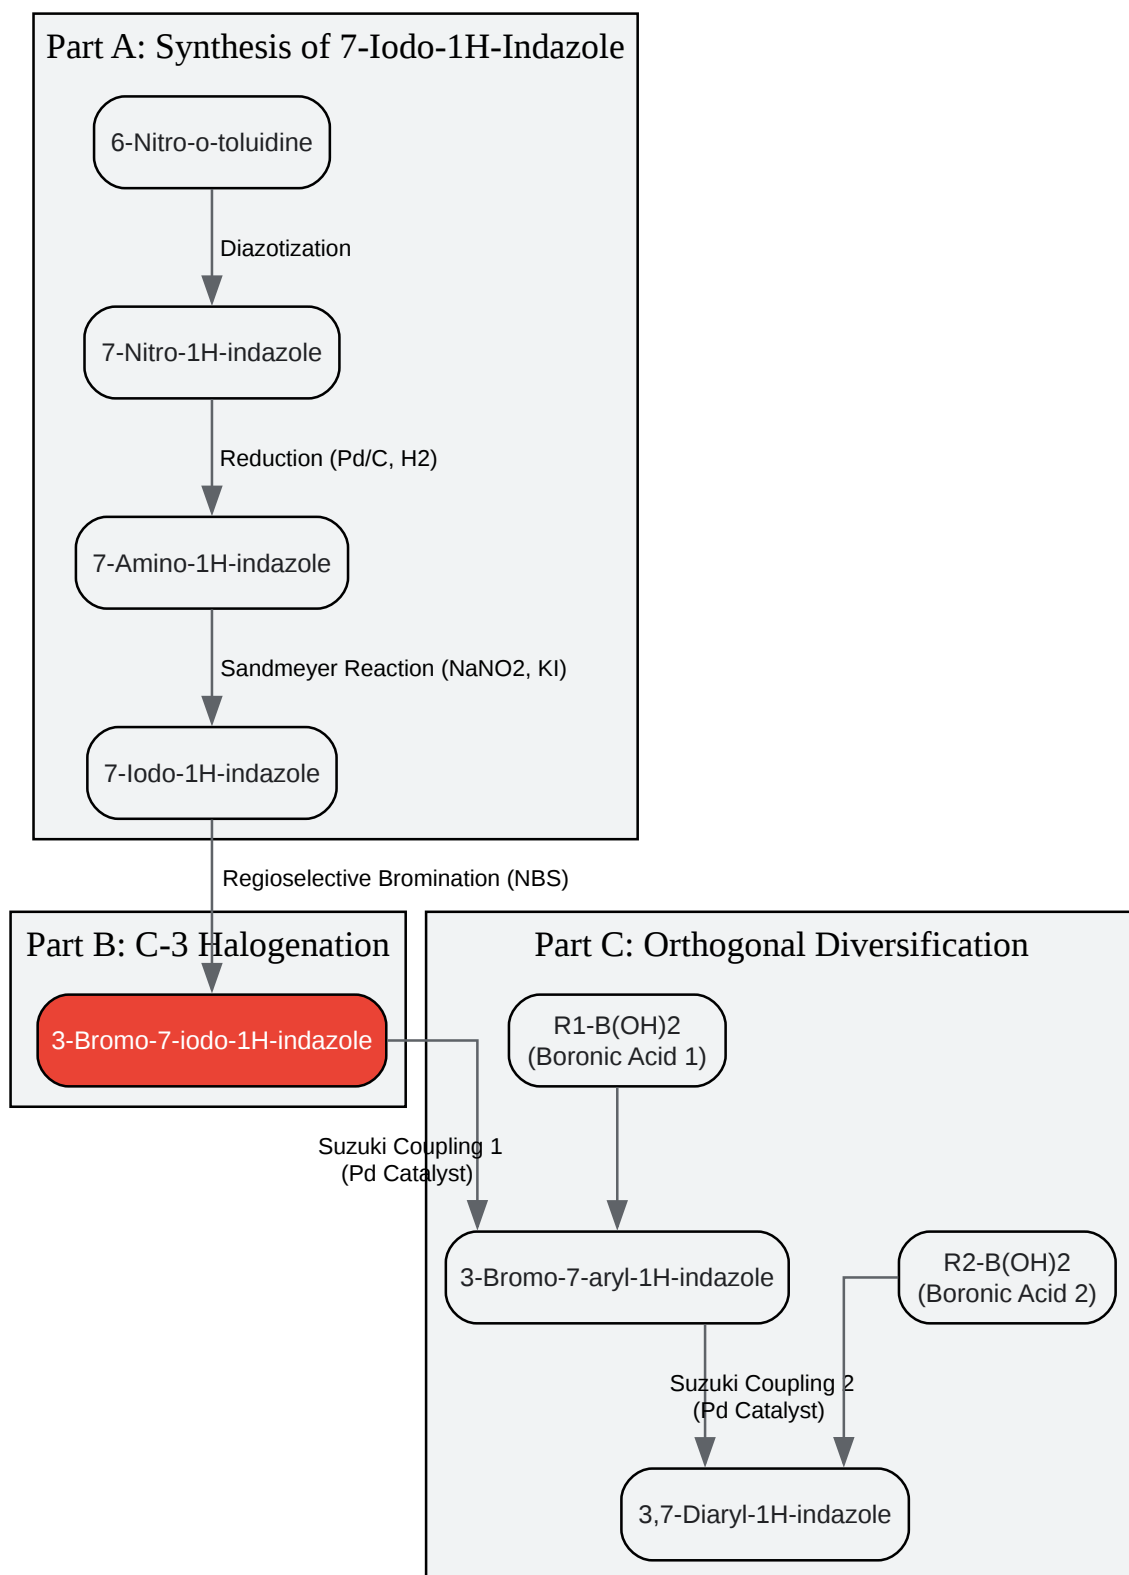 Part A: Synthesis of 7-Iodo-1H-Indazole
6-Nitro-o-toluidine
Diazotization
7-Nitro-1H-indazole
Reduction (Pd/C, H2)
7-Amino-1H-indazole
Sandmeyer Reaction (NaNO2, KI)
7-Iodo-1H-indazole
Regioselective Bromination (NBS)
Part B: C-3 Halogenation
3-Bromo-7-iodo-1H-indazole
Part C: Orthogonal Diversification
R1-B(OH)2
(Boronic Acid 1)
Suzuki Coupling 1
(Pd Catalyst)
3-Bromo-7-aryl-1H-indazole
R2-B(OH)2
(Boronic Acid 2)
Suzuki Coupling 2
(Pd Catalyst)
3,7-Diaryl-1H-indazole